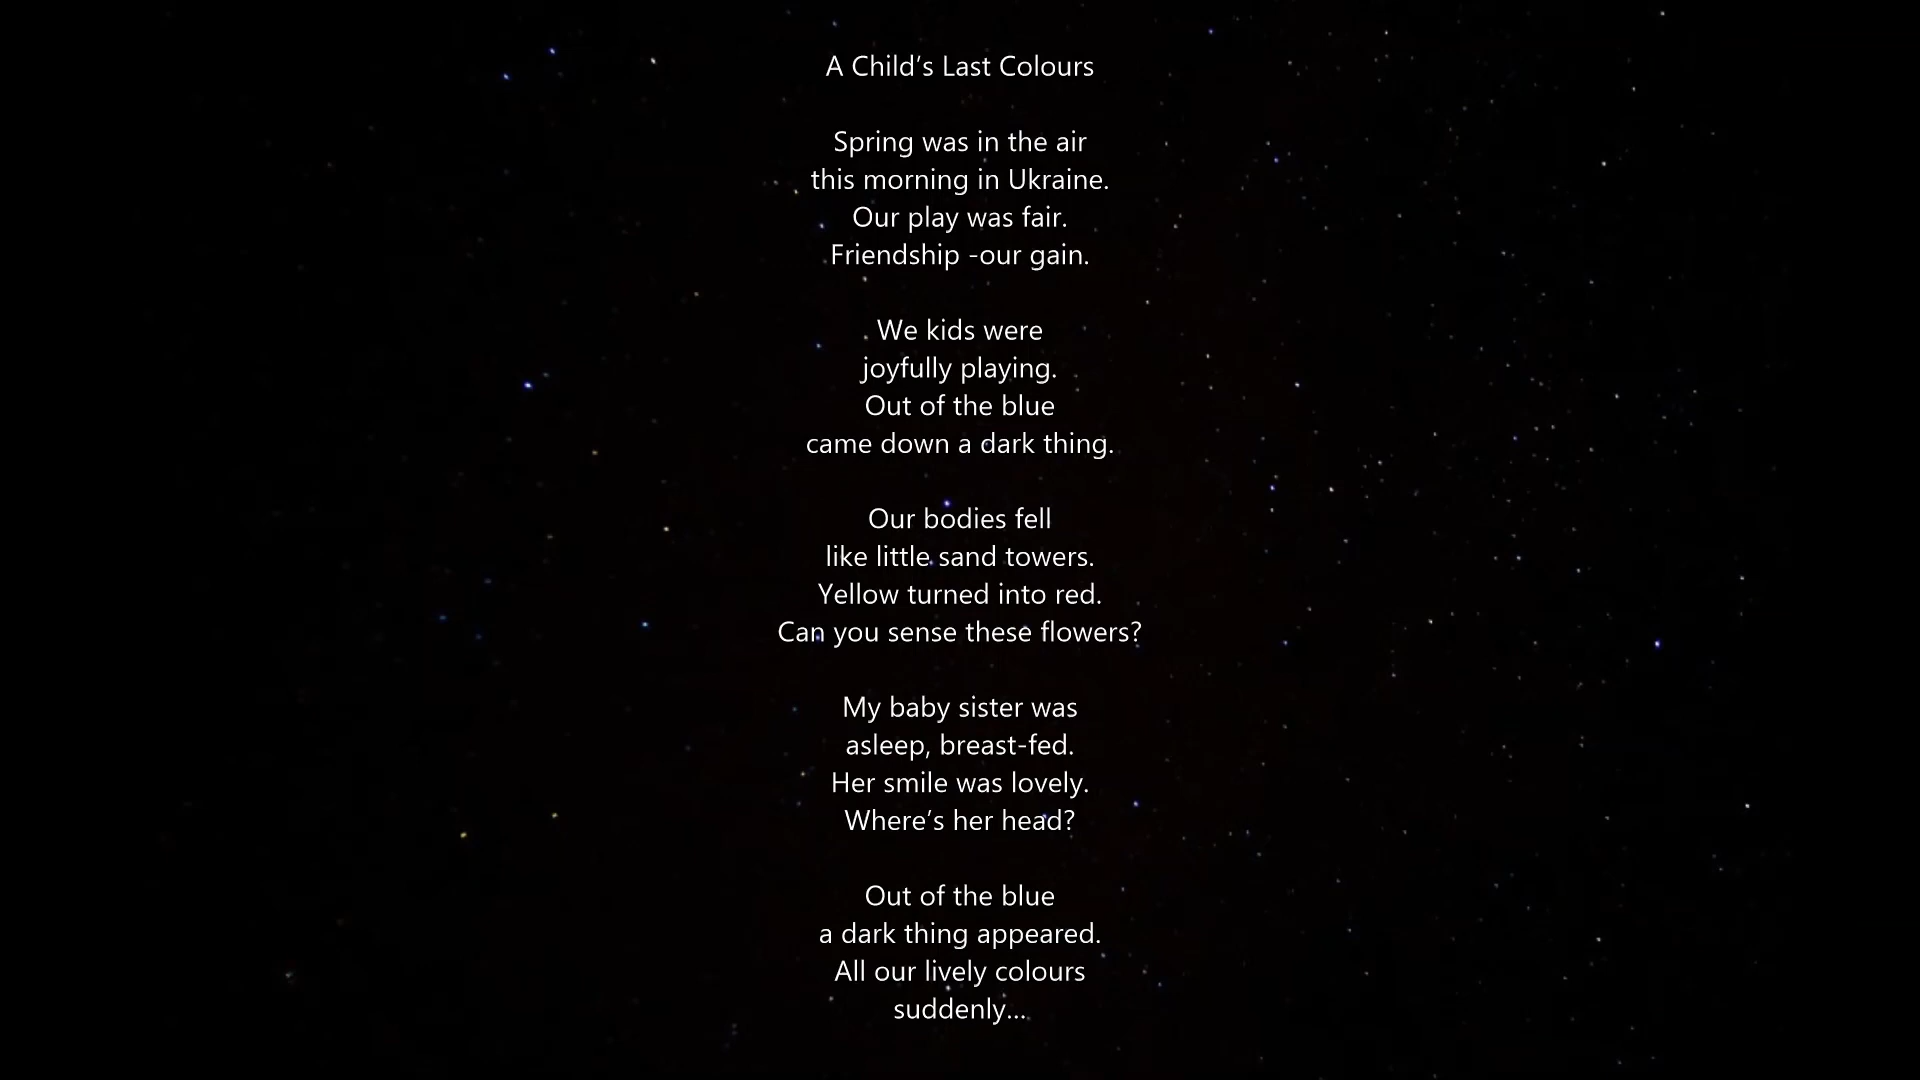 A Child’s Last Colours
Spring was in the air
this morning in Ukraine.
Our play was fair.
Friendship -our gain.
We kids were
joyfully playing.
Out of the blue
came down a dark thing.
Our bodies fell
like little sand towers.
Yellow turned into red.
Can you sense these flowers?
My baby sister was
asleep, breast-fed.
Her smile was lovely.
Where’s her head?
Out of the blue
a dark thing appeared.
All our lively colours
suddenly...